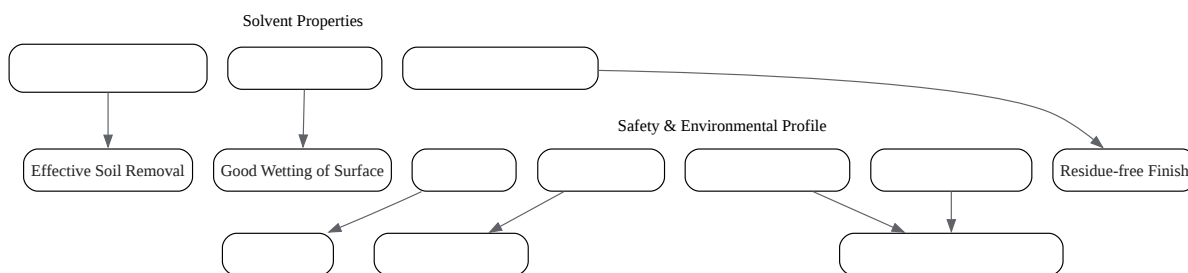 Solvent Properties
Safety & Environmental Profile
Effective Soil Removal
Good Wetting of Surface
Residue-free Finish